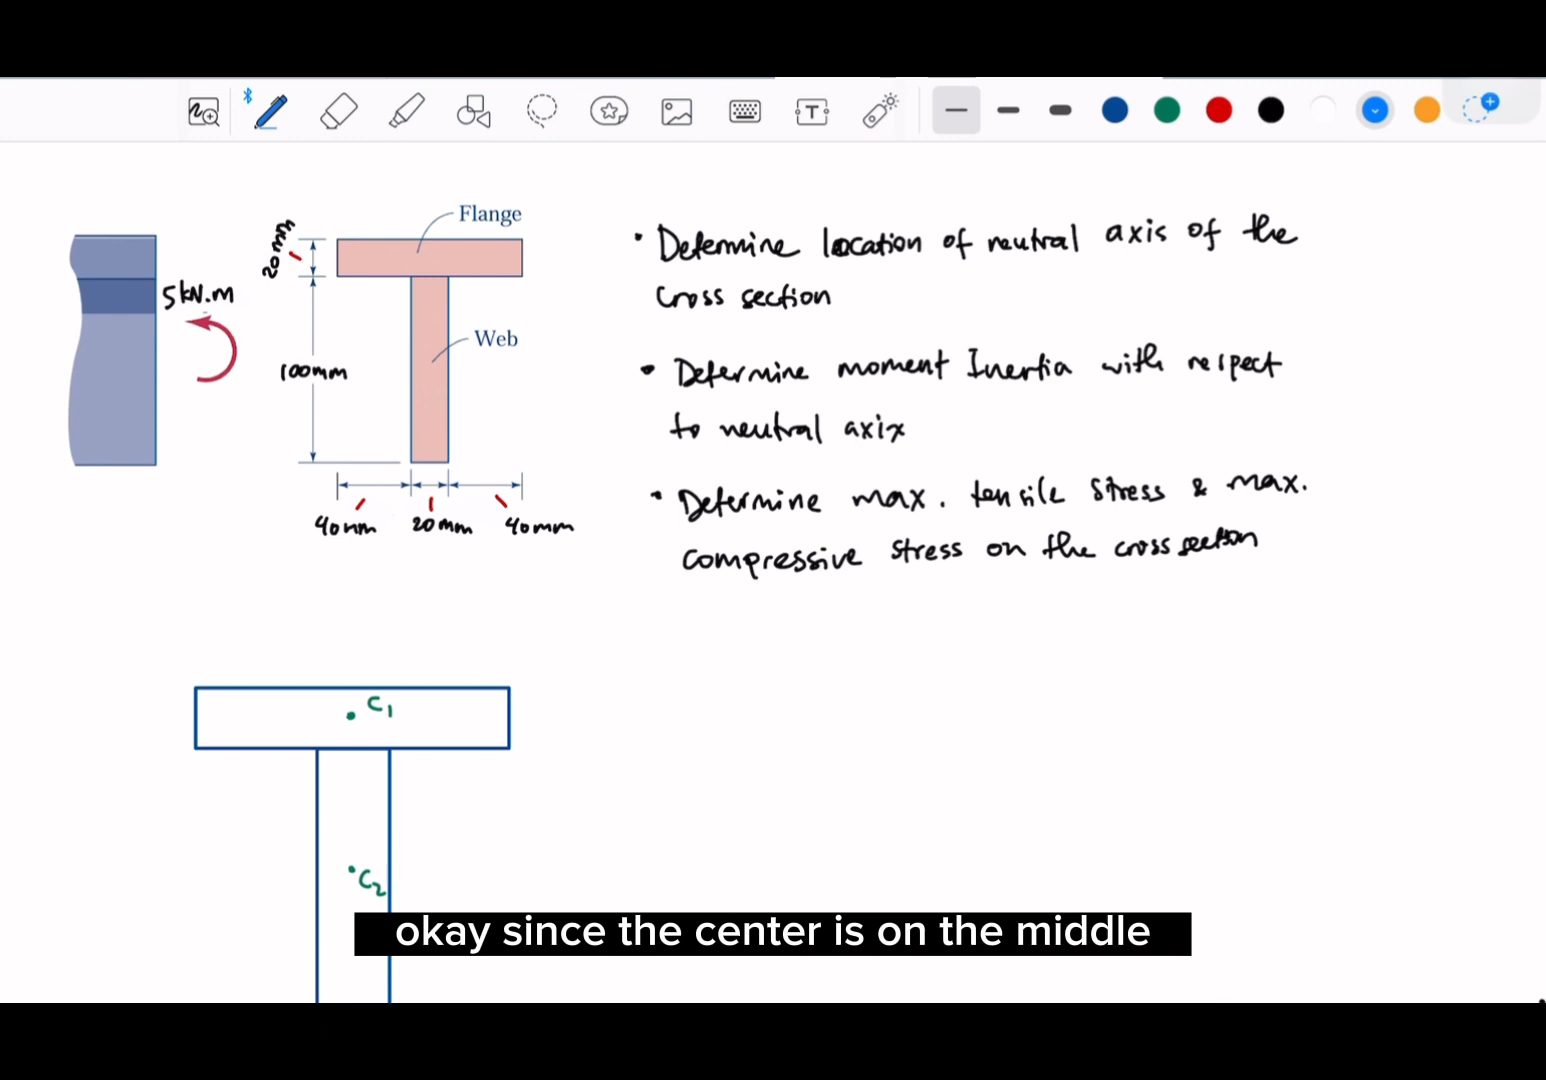 Flange
20mm
• Determine location of neutral axis of the
cross section
5kN.m
Web
100mm
• Determine moment Inertia with respect
to neutral axix
• Determine max. tensile stress & max.
compressive stress on the cross section
40mm 20mm 40mm
C1
C2
okay since the center is on the middle